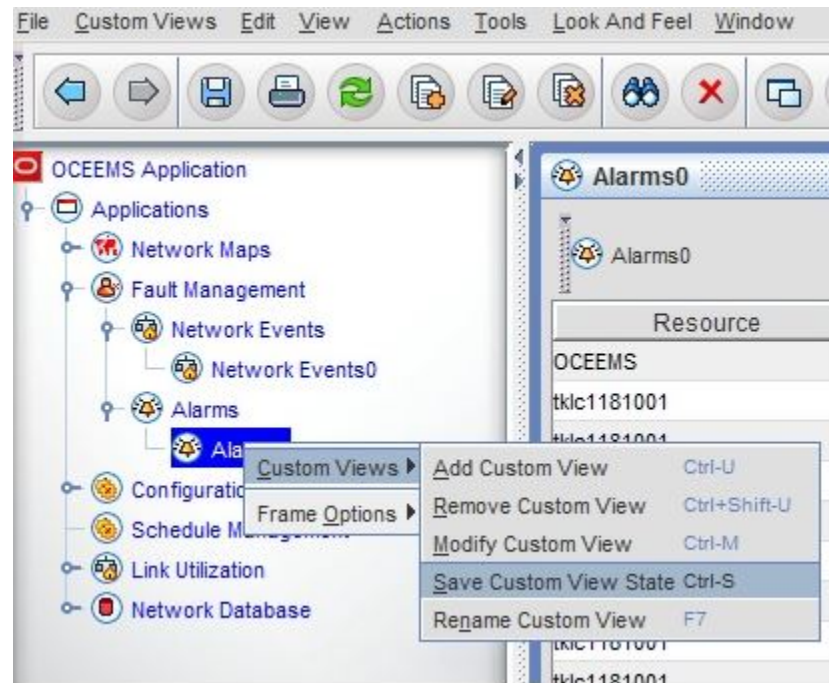 File Custom Views Edit View Actions Tools Look And Feel Window
OCEEMS Application
Applications
Network Maps
Fault Management
Network Events
Network Events0
Alarms
Custom Views
Frame Options
Schedule
Link Utilization
Network Database
Alarms0
Alarms0
Resource
OCEEMS
tklc1181001
Add Custom View Ctrl-U
Remove Custom View Ctrl+Shift-U
Modify Custom View Ctrl-M
Save Custom View State Ctrl-S
Rename Custom View F7
tklc1181001